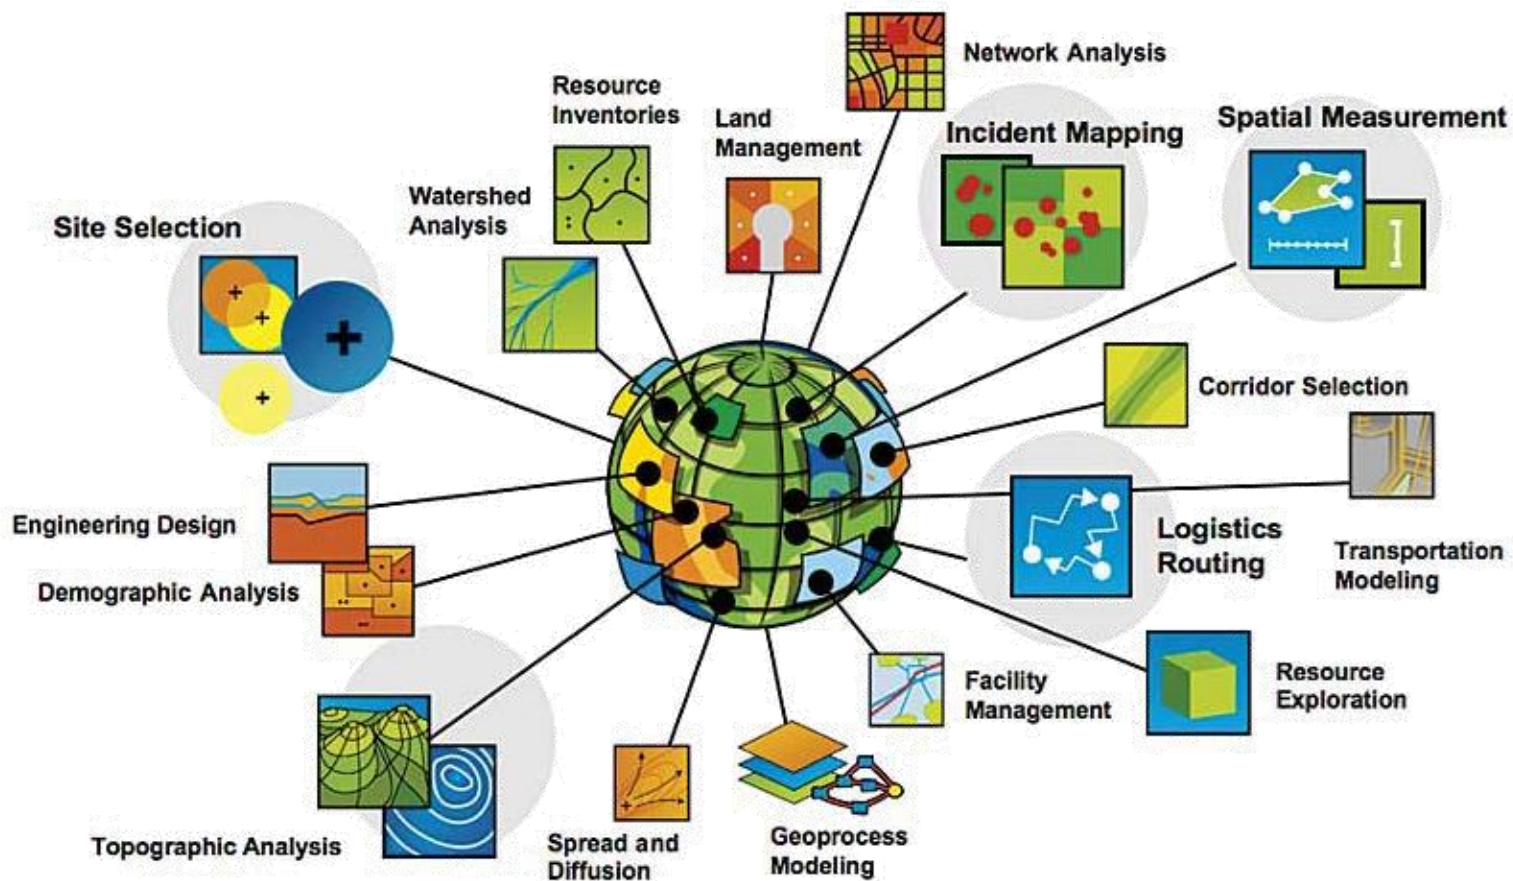 Network Analysis
Resource
Inventories
Land
Management
Incident Mapping
Spatial Measurement
Watershed
Analysis
Site Selection
Corridor Selection
Engineering Design
Logistics
Routing
Transportation
Modeling
Demographic Analysis
Resource
Exploration
Facility
Management
Topographic Analysis
Spread and
Diffusion
Geoprocess
Modeling